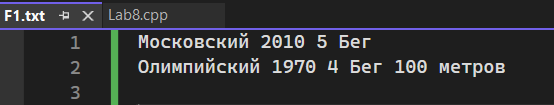 F1.txt Lab8.cpp
1 Московский 2010 5 Бег
2 Олимпийский 1970 4 Бег 100 метров
3